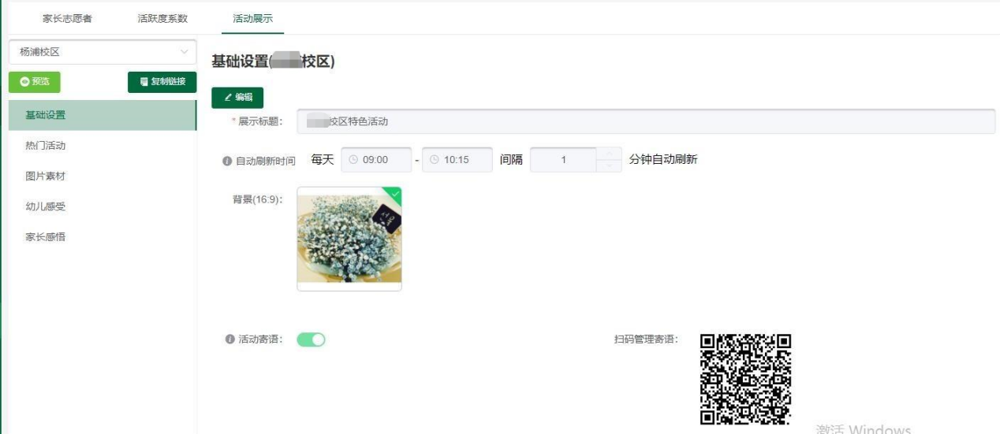 家长志愿者 活跃度系数 活动展示
杨浦校区
预览 复制链接
基础设置
热门活动
图片素材
幼儿感受
家长感悟
基础设置(校区)
编辑
* 展示标题： 校区特色活动
自动刷新时间 每天 09:00 - 10:15 间隔 1 分钟自动刷新
背景(16:9)：
活动寄语： 扫码管理寄语：
激活 Windows